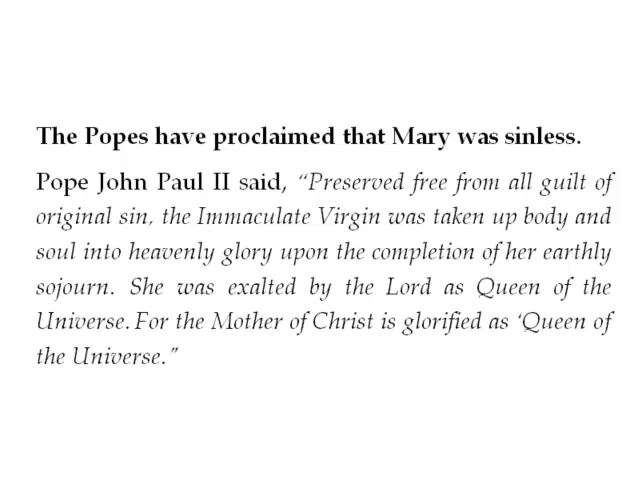 The Popes have proclaimed that Mary was sinless.
Pope John Paul II said, “Preserved free from all guilt of
original sin, the Immaculate Virgin was taken up body and
soul into heavenly glory upon the completion of her earthly
sojourn. She was exalted by the Lord as Queen of the
Universe. For the Mother of Christ is glorified as ‘Queen of
the Universe.”